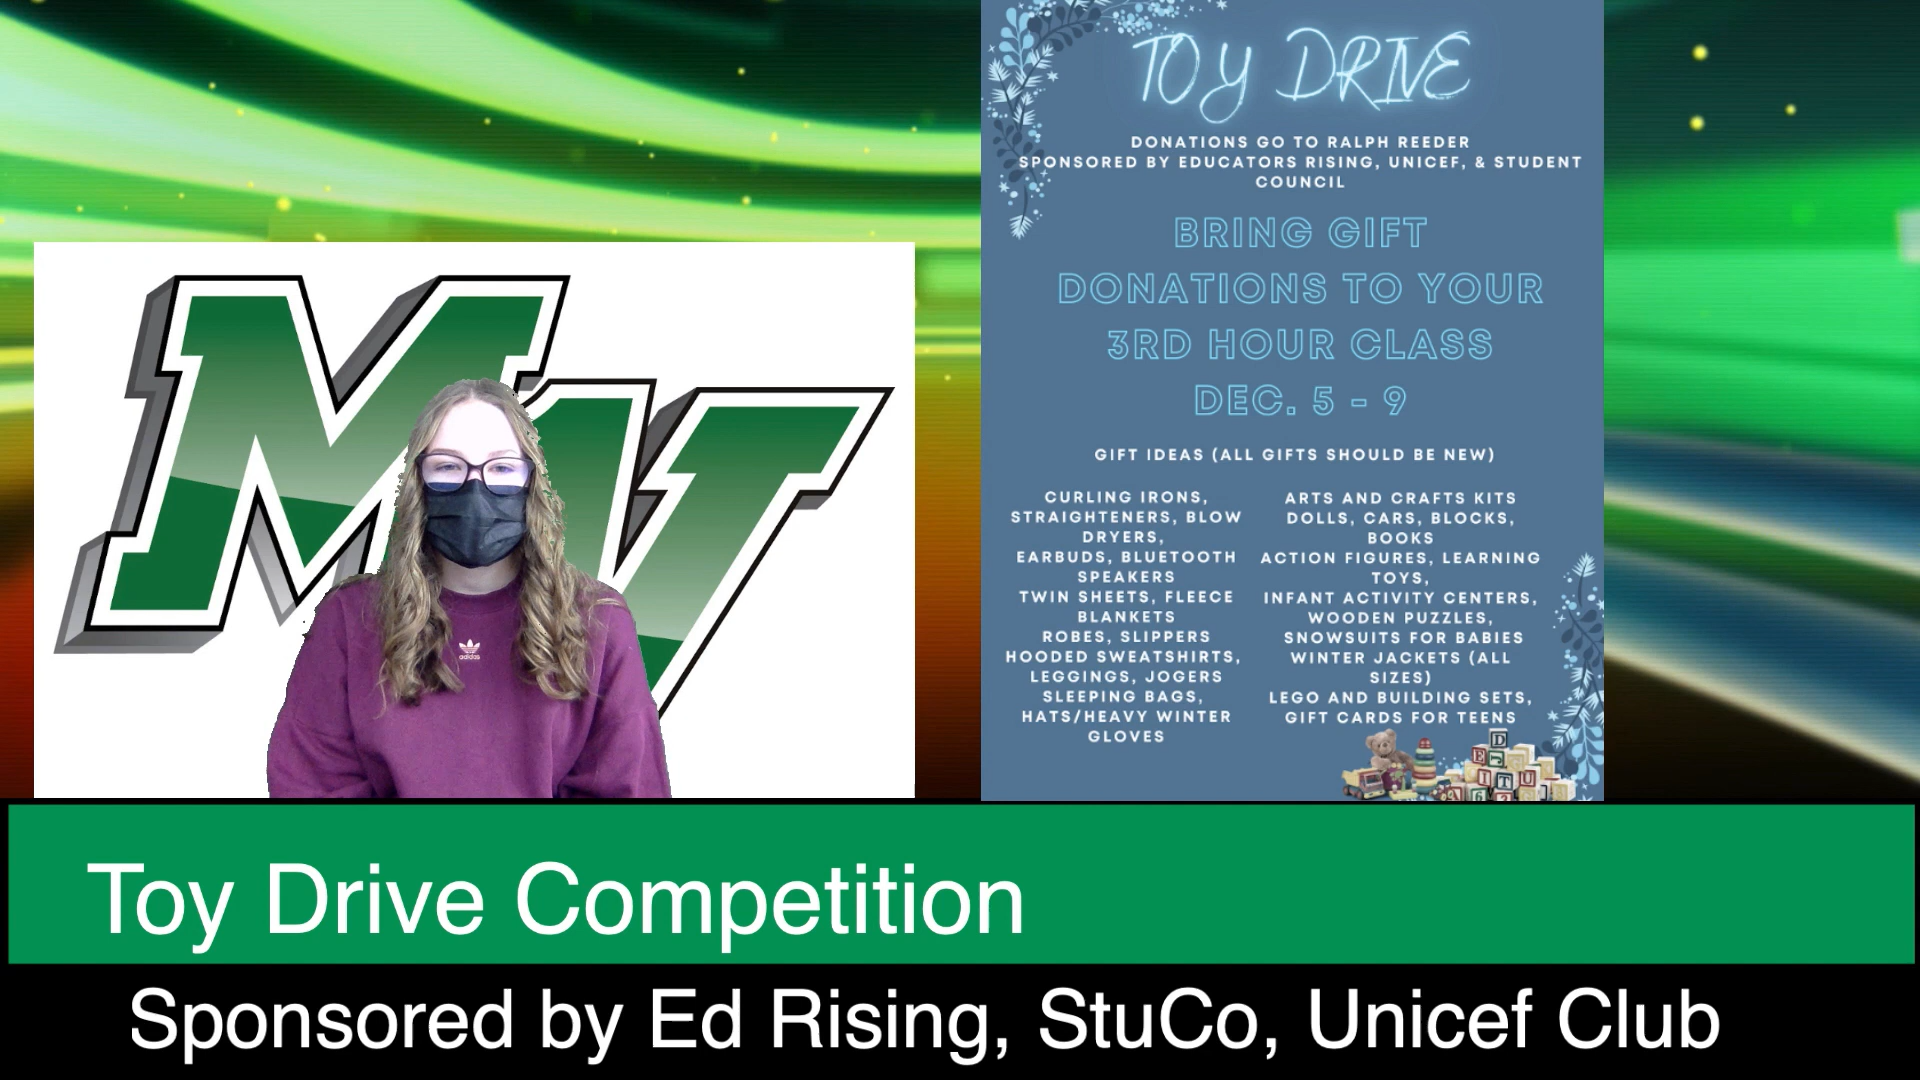 TOY DRIVE
DONATIONS GO TO RALPH REEDER
SPONSORED BY EDUCATORS RISING, UNICEF, & STUDENT
COUNCIL
BRING GIFT
DONATIONS TO YOUR
3RD HOUR CLASS
DEC. 5 - 9
GIFT IDEAS (ALL GIFTS SHOULD BE NEW)
CURLING IRONS,
STRAIGHTENERS, BLOW
DRYERS,
EARBUDS, BLUETOOTH
SPEAKERS
TWIN SHEETS, FLEECE
BLANKETS
ROBES, SLIPPERS
HOODED SWEATSHIRTS,
LEGGINGS, JOGERS
SLEEPING BAGS,
HATS/HEAVY WINTER
GLOVES
ARTS AND CRAFTS KITS
DOLLS, CARS, BLOCKS,
BOOKS
ACTION FIGURES, LEARNING
TOYS,
INFANT ACTIVITY CENTERS,
WOODEN PUZZLES,
SNOWSUITS FOR BABIES
WINTER JACKETS (ALL
SIZES)
LEGO AND BUILDING SETS,
GIFT CARDS FOR TEENS
MV
adidas
Toy Drive Competition
Sponsored by Ed Rising, StuCo, Unicef Club